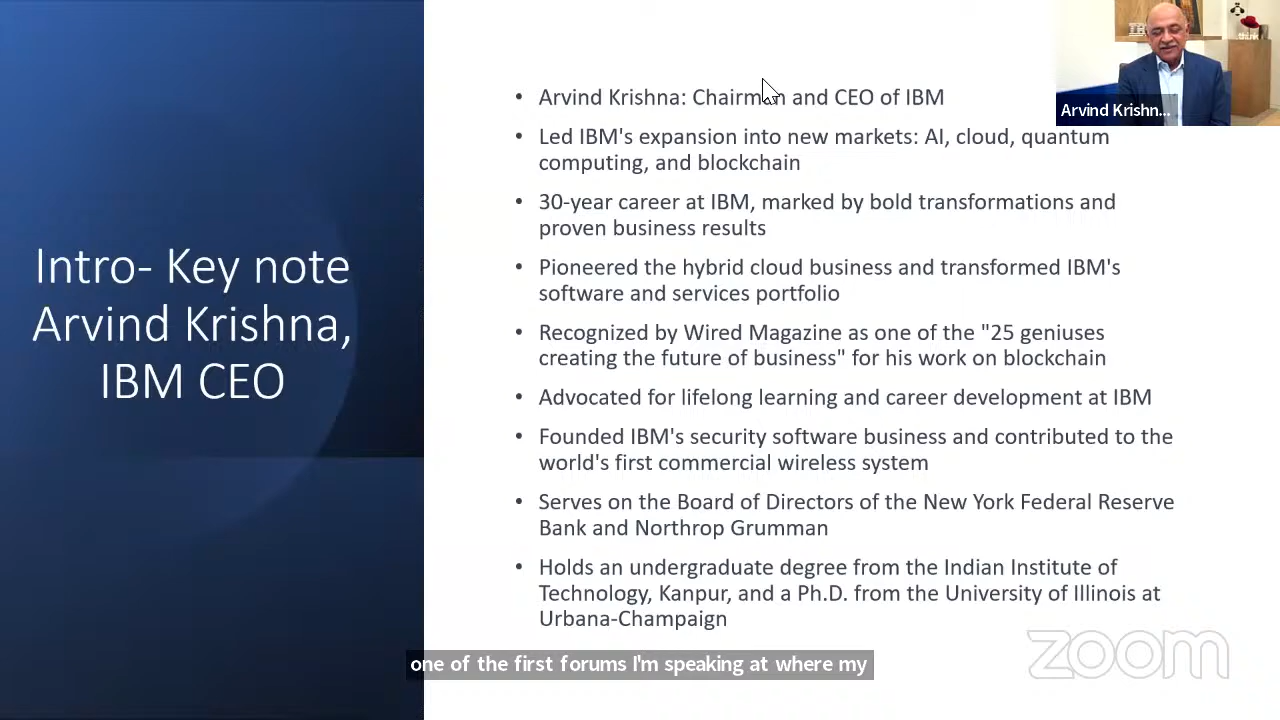 Intro- Key note
Arvind Krishna,
IBM CEO
• Arvind Krishna: Chairman and CEO of IBM
• Led IBM's expansion into new markets: AI, cloud, quantum
computing, and blockchain
• 30-year career at IBM, marked by bold transformations and
proven business results
• Pioneered the hybrid cloud business and transformed IBM's
software and services portfolio
• Recognized by Wired Magazine as one of the "25 geniuses
creating the future of business" for his work on blockchain
• Advocated for lifelong learning and career development at IBM
• Founded IBM's security software business and contributed to the
world's first commercial wireless system
• Serves on the Board of Directors of the New York Federal Reserve
Bank and Northrop Grumman
• Holds an undergraduate degree from the Indian Institute of
Technology, Kanpur, and a Ph.D. from the University of Illinois at
Urbana-Champaign
Arvind Krishn...
one of the first forums I'm speaking at where my
zoom